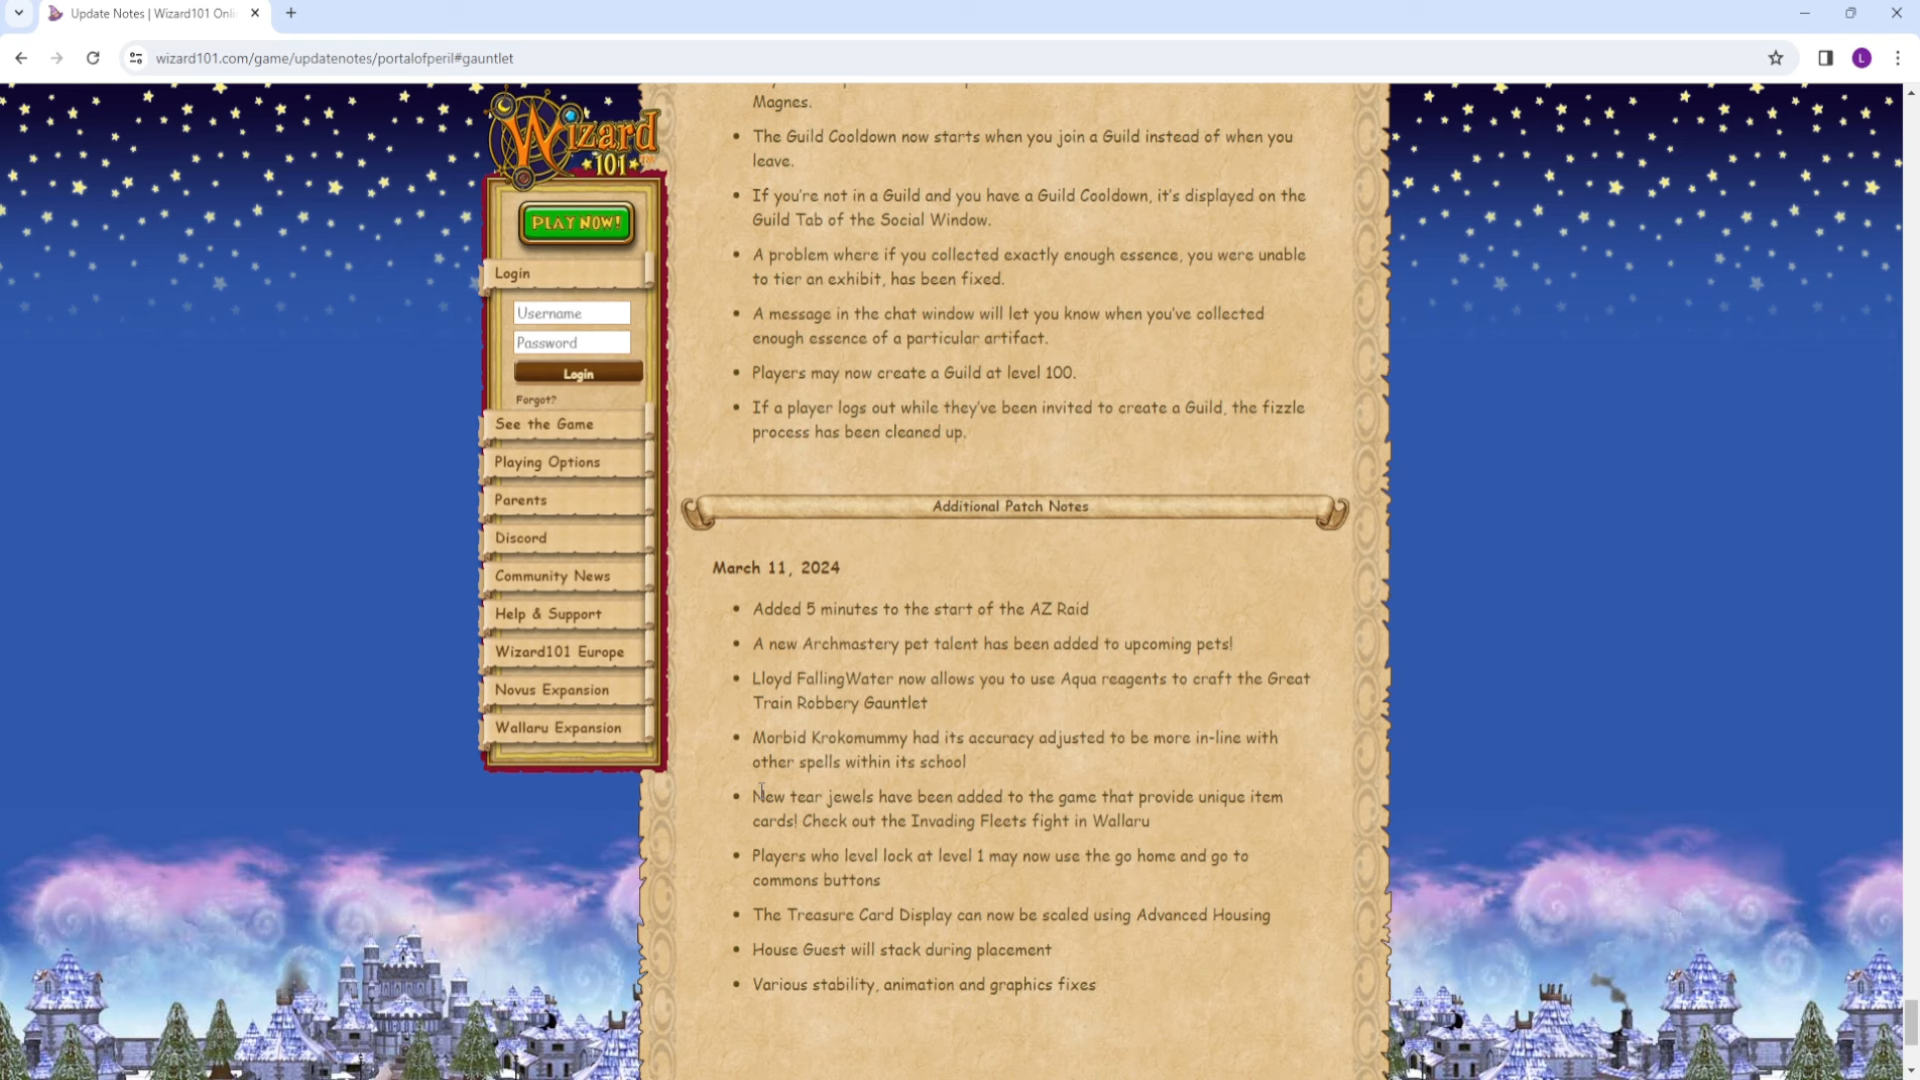 Update Notes | Wizard101 Onli
wizard101.com/game/updatenotes/portalofperil#gauntlet
L
Wizard
101
PLAY NOW!
Login
Username
Password
Login
Forgot?
See the Game
Playing Options
Parents
Discord
Community News
Help & Support
Wizard101 Europe
Novus Expansion
Wallaru Expansion
Magnes.
• The Guild Cooldown now starts when you join a Guild instead of when you
leave.
• If you're not in a Guild and you have a Guild Cooldown, it's displayed on the
Guild Tab of the Social Window.
• A problem where if you collected exactly enough essence, you were unable
to tier an exhibit, has been fixed.
• A message in the chat window will let you know when you've collected
enough essence of a particular artifact.
• Players may now create a Guild at level 100.
• If a player logs out while they've been invited to create a Guild, the fizzle
process has been cleaned up.
Additional Patch Notes
March 11, 2024
• Added 5 minutes to the start of the AZ Raid
• A new Archmastery pet talent has been added to upcoming pets!
• Lloyd FallingWater now allows you to use Aqua reagents to craft the Great
Train Robbery Gauntlet
• Morbid Krokomummy had its accuracy adjusted to be more in-line with
other spells within its school
• New tear jewels have been added to the game that provide unique item
cards! Check out the Invading Fleets fight in Wallaru
• Players who level lock at level 1 may now use the go home and go to
commons buttons
• The Treasure Card Display can now be scaled using Advanced Housing
• House Guest will stack during placement
• Various stability, animation and graphics fixes